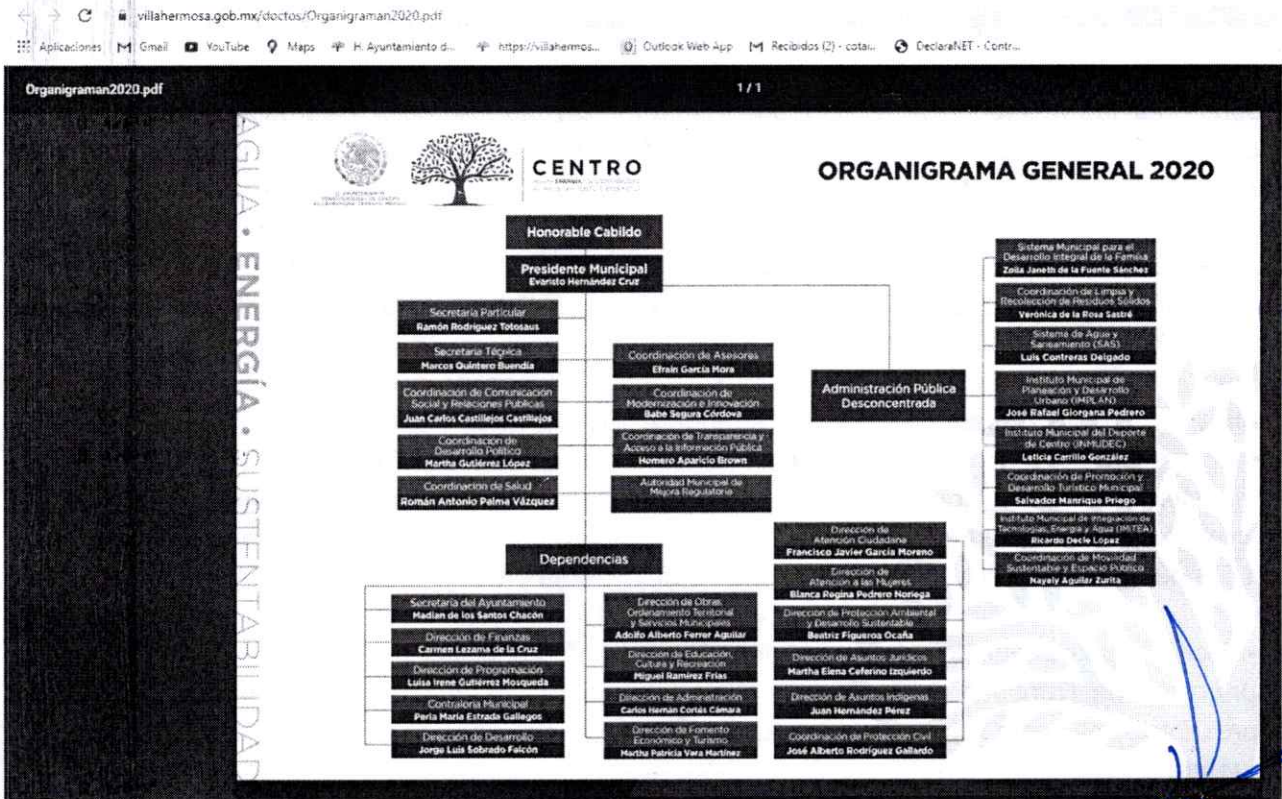 villahermosa.gob.mx/doctos/Organigraman2020.pdf
Aplicaciones
Gmail
YouTube
Maps
H. Ayuntamiento d...
https://villahermos...
Outlook Web App
Recibidos (2) - cotai...
DeclaraNET - Contr...
Organigraman2020.pdf
1 / 1
AGUA • ENERGÍA • SUSTENTABILIDAD
CENTRO
ORGANIGRAMA GENERAL 2020
Honorable Cabildo
Presidente Municipal
Evaristo Hernández Cruz
Secretaría Particular
Ramón Rodríguez Totosaus
Secretaría Técnica
Marcos Quintero Buendía
Coordinación de Comunicación
Social y Relaciones Públicas
Juan Carlos Castillejos Castillejos
Coordinación de
Desarrollo Político
Martha Gutiérrez López
Coordinación de Salud
Román Antonio Palma Vázquez
Coordinación de Asesores
Efraín García Mora
Coordinación de
Modernización e Innovación
Babe Segura Córdova
Coordinación de Transparencia y
Acceso a la Información Pública
Homero Aparicio Brown
Autoridad Municipal de
Mejora Regulatoria
Administración Pública
Desconcentrada
Sistema Municipal para el
Desarrollo Integral de la Familia
Zoila Janeth de la Fuente Sánchez
Coordinación de Limpia y
Recolección de Residuos Sólidos
Verónica de la Rosa Sastré
Sistema de Agua y
Saneamiento (SAS)
Luis Contreras Delgado
Instituto Municipal de
Planeación y Desarrollo
Urbano (IMPLAN)
José Rafael Giorgana Pedrero
Instituto Municipal del Deporte
de Centro (INMUDEC)
Leticia Carrillo González
Coordinación de Promoción y
Desarrollo Turístico Municipal
Salvador Manrique Priego
Instituto Municipal de Integración de
Tecnologías, Energía y Agua (IMITEA)
Ricardo Decle López
Coordinación de Movilidad
Sustentable y Espacio Público
Nayely Aguilar Zurita
Dependencias
Secretaría del Ayuntamiento
Madian de los Santos Chacón
Dirección de Finanzas
Carmen Lezama de la Cruz
Dirección de Programación
Luisa Irene Gutiérrez Mosqueda
Contraloría Municipal
Perla María Estrada Gallegos
Dirección de Desarrollo
Jorge Luis Sobrado Falcón
Dirección de Obras,
Ordenamiento Territorial
y Servicios Municipales
Adolfo Alberto Ferrer Aguilar
Dirección de Educación,
Cultura y Recreación
Miguel Ramírez Frías
Dirección de Administración
Carlos Hernán Cortés Cámara
Dirección de Fomento
Económico y Turismo
Martha Patricia Vera Martínez
Dirección de
Atención Ciudadana
Francisco Javier García Moreno
Dirección de
Atención a las Mujeres
Blanca Regina Pedrero Noriega
Dirección de Protección Ambiental
y Desarrollo Sustentable
Beatriz Figueroa Ocaña
Dirección de Asuntos Jurídicos
Martha Elena Ceferino Izquierdo
Dirección de Asuntos Indígenas
Juan Hernández Pérez
Coordinación de Protección Civil
José Alberto Rodríguez Gallardo